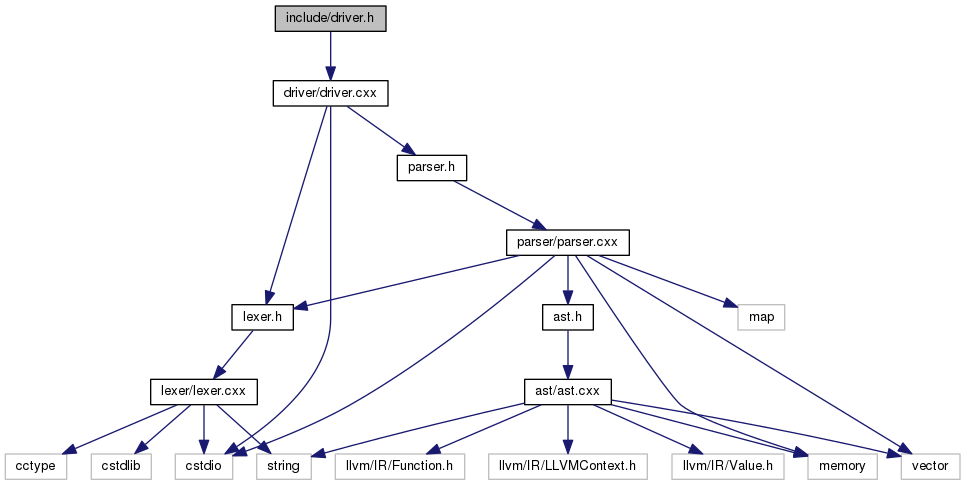 include/driver.h
driver/driver.cxx
parser.h
parser/parser.cxx
lexer.h
ast.h
map
lexer/lexer.cxx
ast/ast.cxx
cctype
cstdlib
cstdio
string
llvm/IR/Function.h
llvm/IR/LLVMContext.h
llvm/IR/Value.h
memory
vector